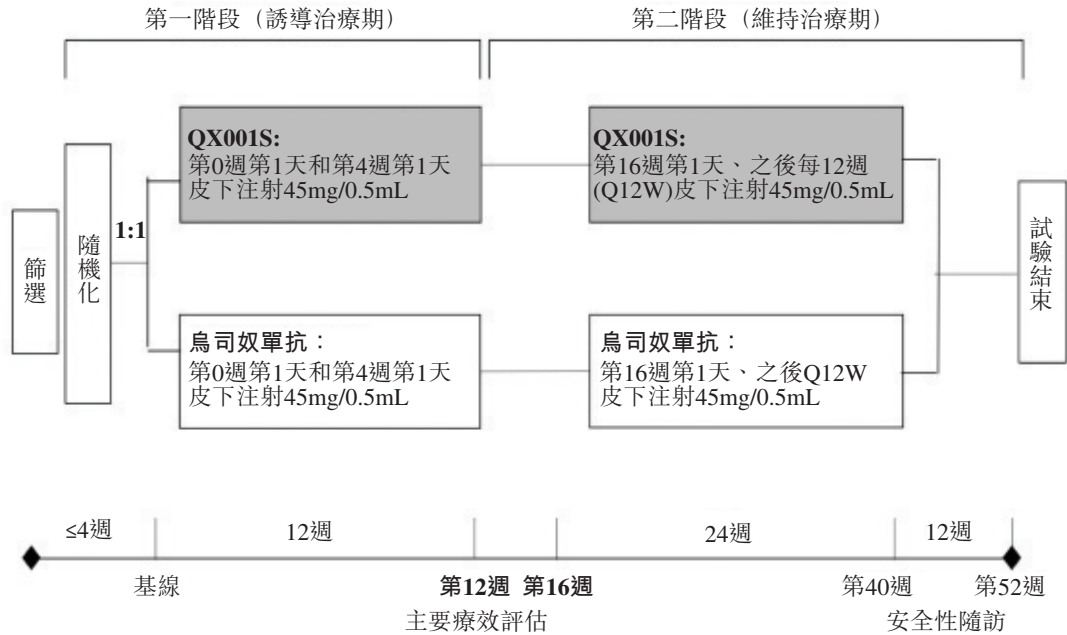 第一階段（誘導治療期）
第二階段（維持治療期）
篩選
隨機化
1:1
QX001S:
第0週第1天和第4週第1天
皮下注射45mg/0.5mL
QX001S:
第16週第1天、之後每12週
(Q12W)皮下注射45mg/0.5mL
烏司奴單抗：
第0週第1天和第4週第1天
皮下注射45mg/0.5mL
烏司奴單抗：
第16週第1天、之後Q12W
皮下注射45mg/0.5mL
試驗結束
≤4週
12週
24週
12週
基線
第12週
第16週
第40週
第52週
主要療效評估
安全性隨訪